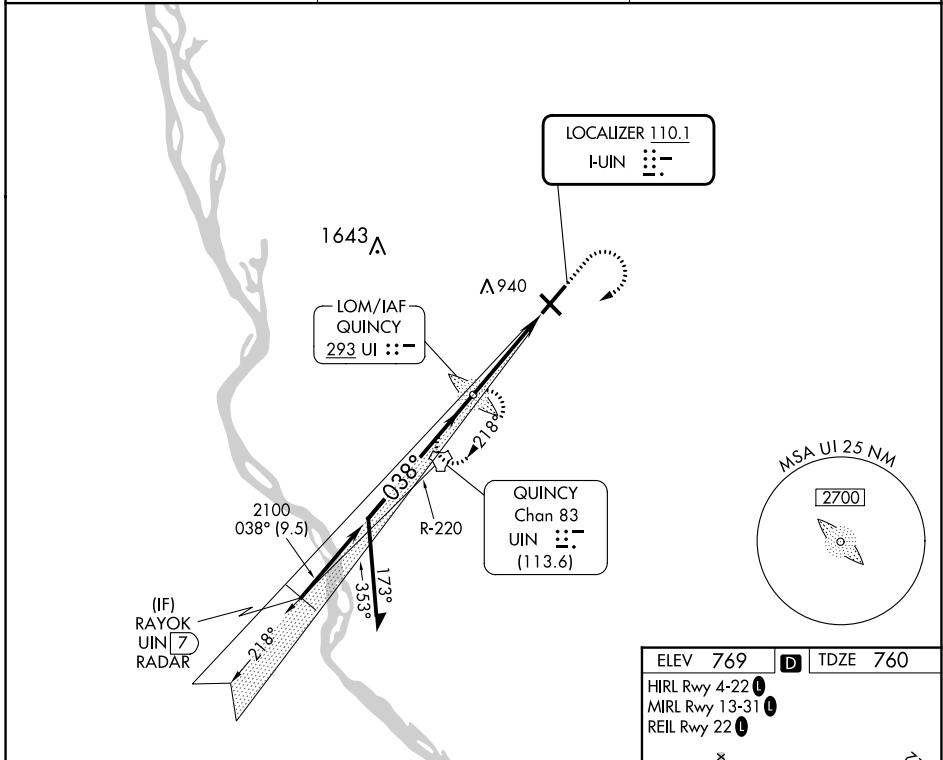 LOCALIZER 110.1
I-UIN
1643
940
LOM/IAF
QUINCY
293 UI
218°
038°
MSA UI 25 NM
2700
QUINCY
Chan 83
UIN
(113.6)
R-220
2100
038° (9.5)
173°
353°
(IF)
RAYOK
UIN 7
RADAR
218°
ELEV 769 D TDZE 760
HIRL Rwy 4-22 L
MIRL Rwy 13-31 L
REIL Rwy 22 L